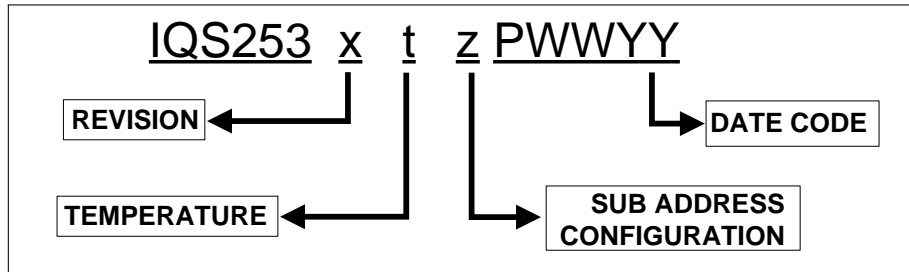 IQS253 x t z PWWYY
REVISION
DATE CODE
TEMPERATURE
SUB ADDRESS
CONFIGURATION